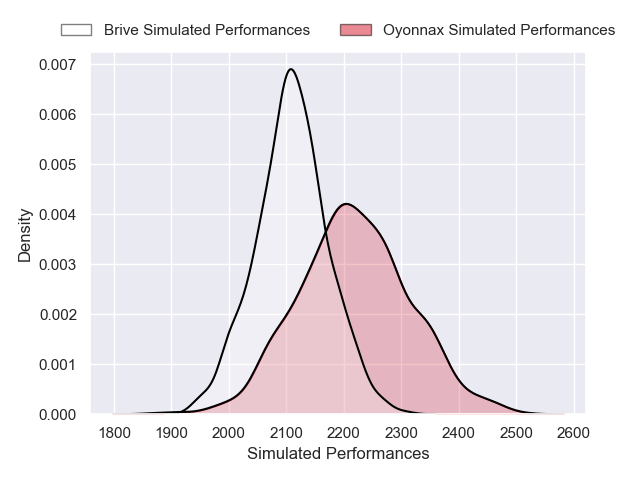 Brive Simulated Performances Oyonnax Simulated Performances
0.007
0.006
0.005
0.004
0.003
0.002
0.001
0.000
Density
1800 1900 2000 2100 2200 2300 2400 2500 2600
Simulated Performances